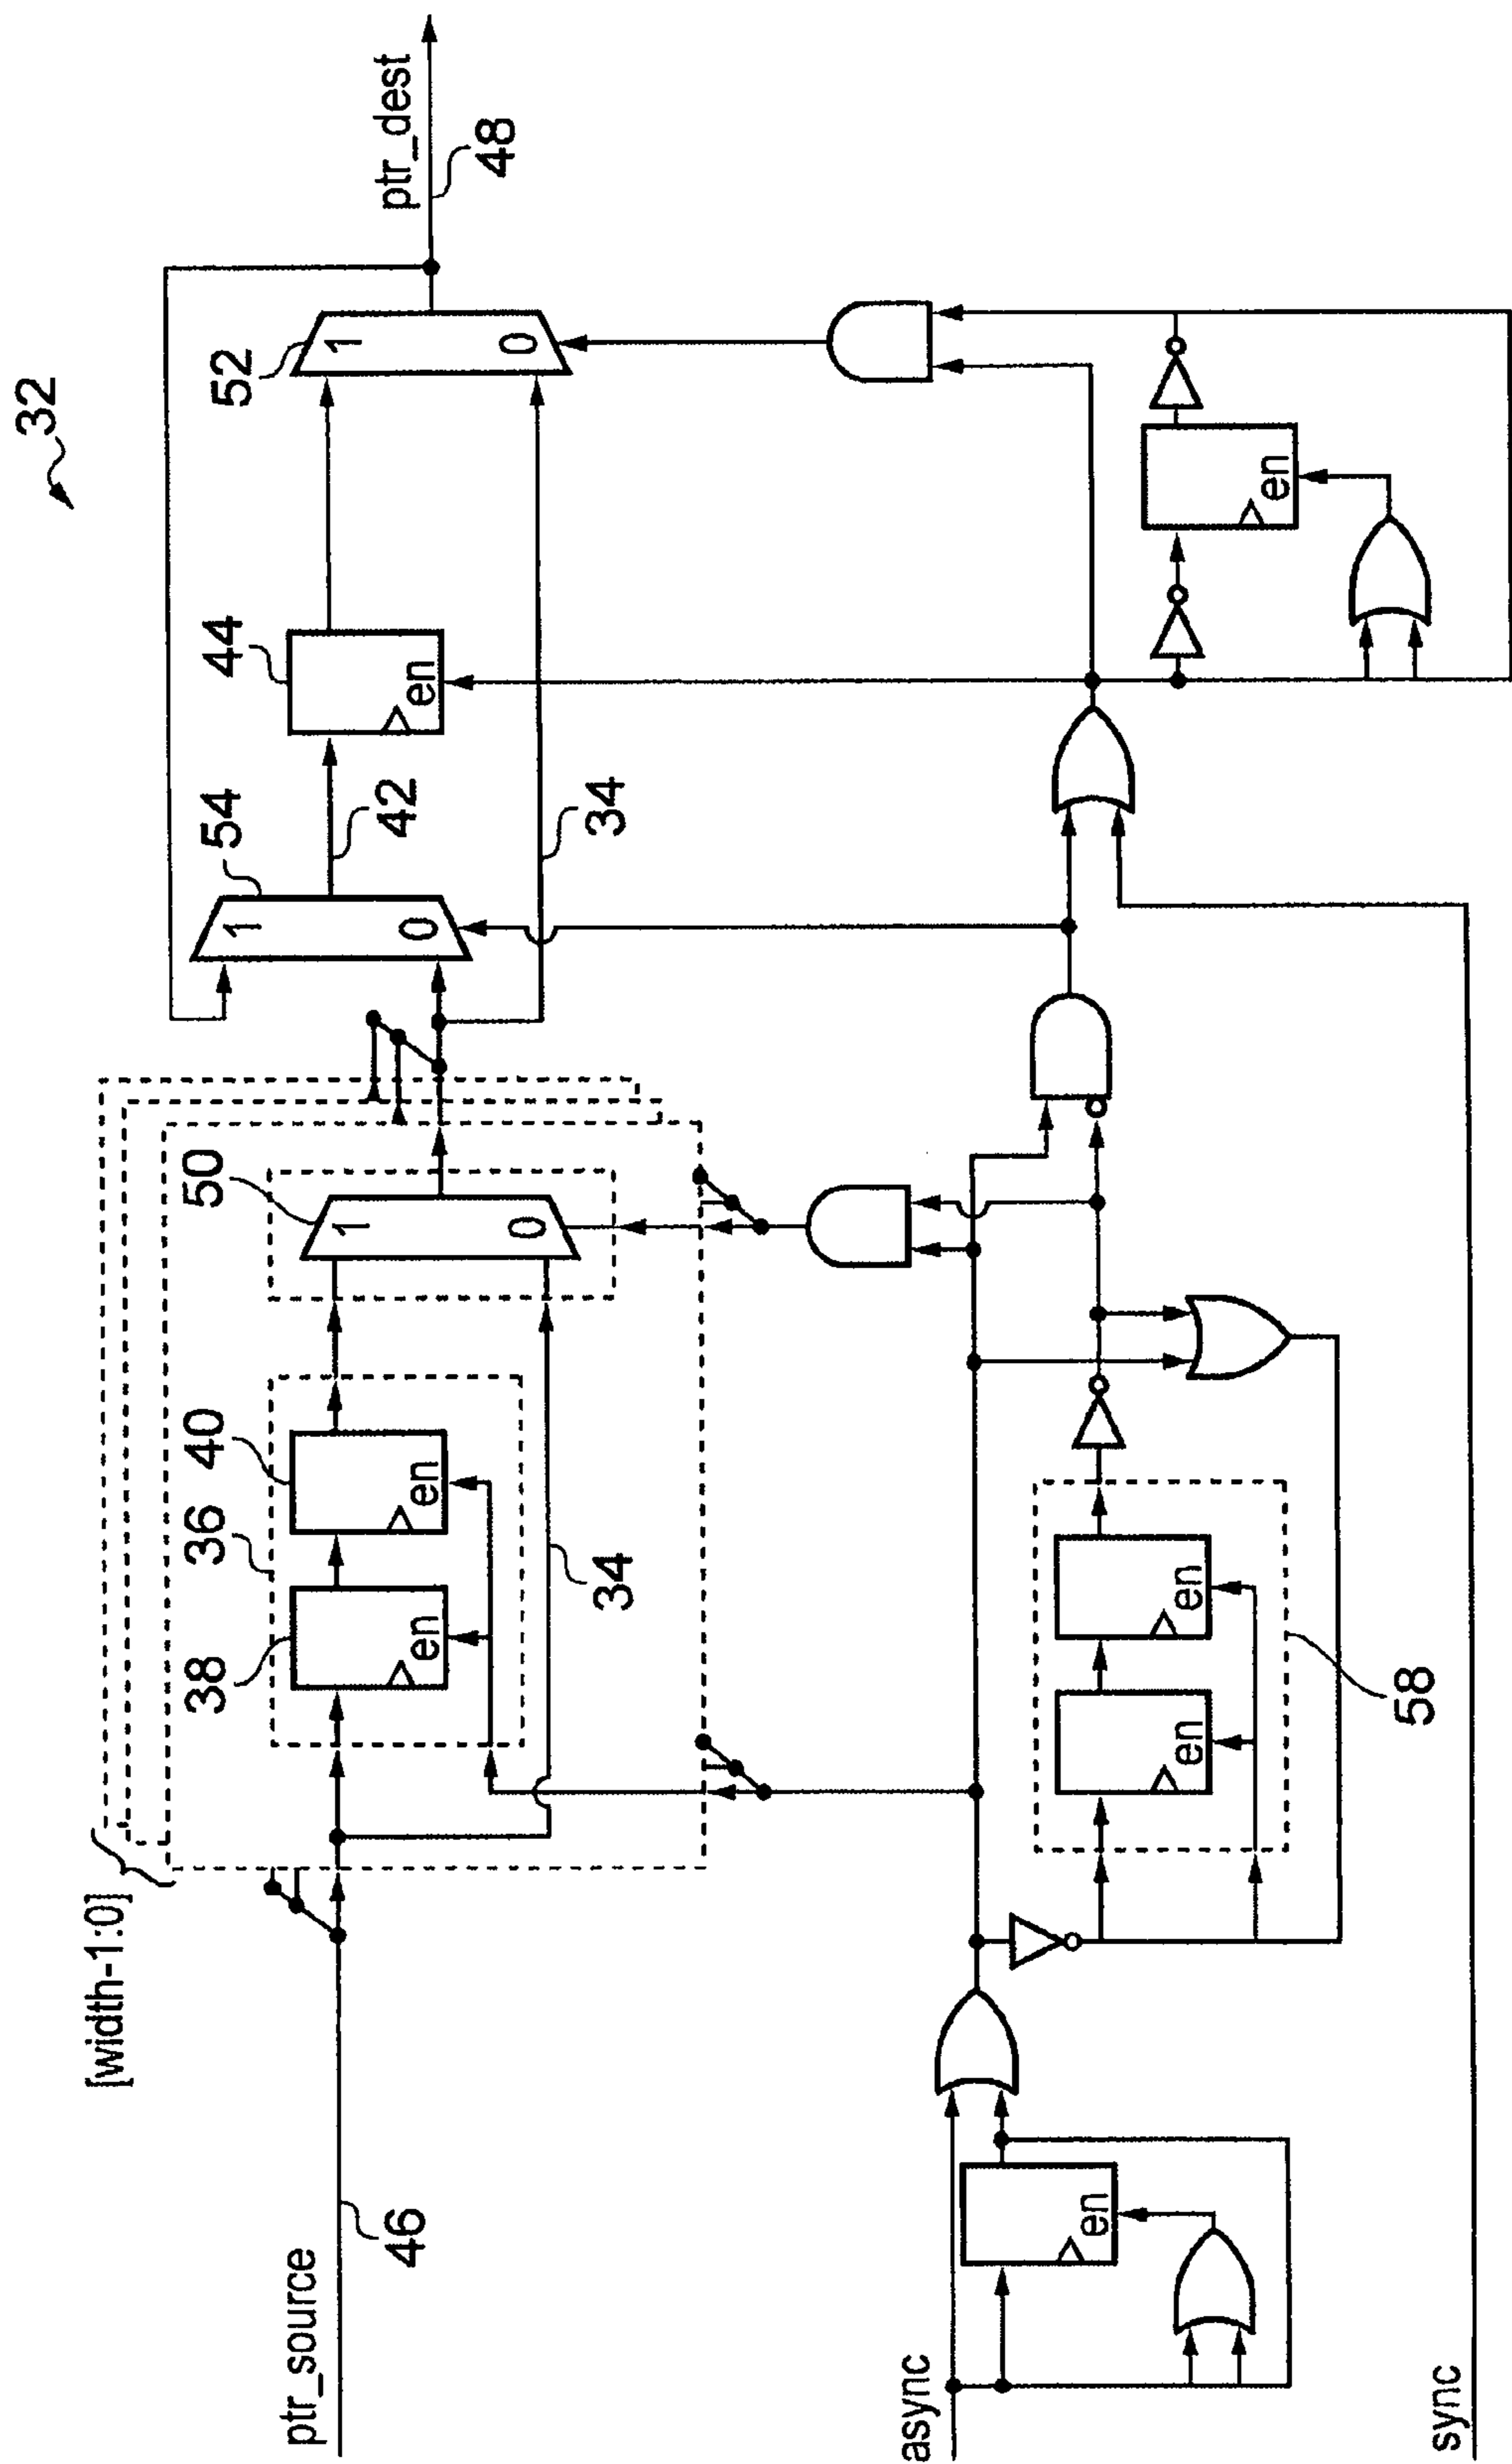 32
[width-1:0]
ptr_source
46
38
36
40
en
en
34
50
1
0
54
1
0
42
34
44
en
52
1
0
ptr_dest
48
async
en
58
en
en
en
sync